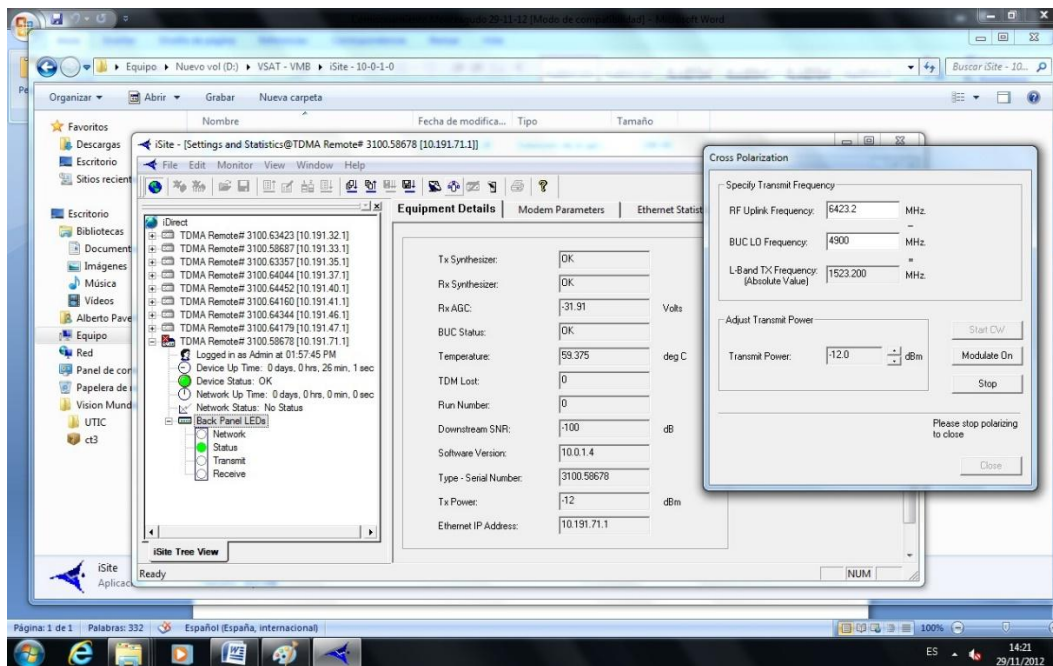 29-11-12 [Modo de compatibilidad] - Microsoft Word
Equipo ▸ Nuevo vol (D:) ▸ VSAT - VMB ▸ iSite - 10-0-1-0
Buscar iSite - 10...
Organizar
Abrir
Grabar
Nueva carpeta
Nombre
Fecha de modifica...
Tipo
Tamaño
Favoritos
Descargas
Escritorio
Sitios recient
Escritorio
Bibliotecas
Document
Imágenes
Música
Vídeos
Alberto Pave
Equipo
Red
Panel de con
Papelera de
Vision Mund
UTIC
ct3
iSite - [Settings and Statistics@TDMA Remote# 3100.58678 [10.191.71.1]]
File Edit Monitor View Window Help
iDirect
TDMA Remote# 3100.63423 [10.191.32.1]
TDMA Remote# 3100.58687 [10.191.33.1]
TDMA Remote# 3100.63357 [10.191.35.1]
TDMA Remote# 3100.64044 [10.191.37.1]
TDMA Remote# 3100.64452 [10.191.40.1]
TDMA Remote# 3100.64160 [10.191.41.1]
TDMA Remote# 3100.64344 [10.191.46.1]
TDMA Remote# 3100.64179 [10.191.47.1]
TDMA Remote# 3100.58678 [10.191.71.1]
Logged in as Admin at 01:57:45 PM
Device Up Time: 0 days, 0 hrs, 26 min, 1 sec
Device Status: OK
Network Up Time: 0 days, 0 hrs, 0 min, 0 sec
Network Status: No Status
Back Panel LEDs
Network
Status
Transmit
Receive
iSite Tree View
Equipment Details
Modem Parameters
Ethernet Statist
Tx Synthesizer: OK
Rx Synthesizer: OK
Rx AGC: -31.91 Volts
BUC Status: OK
Temperature: 59.375 deg C
TDM Lost: 0
Run Number: 0
Downstream SNR: -100 dB
Software Version: 10.0.1.4
Type - Serial Number: 3100.58678
Tx Power: -12 dBm
Ethernet IP Address: 10.191.71.1
Ready
NUM
Cross Polarization
Specify Transmit Frequency
RF Uplink Frequency: 6423.2 MHz.
−
BUC LO Frequency: 4900 MHz.
=
L-Band TX Frequency: 1523.200 MHz.
(Absolute Value)
Adjust Transmit Power
Start CW
Transmit Power: -12.0 dBm
Modulate On
Stop
Please stop polarizing
to close
Close
iSite
Aplicac
Página: 1 de 1
Palabras: 332
Español (España, internacional)
100%
ES
14:21
29/11/2012